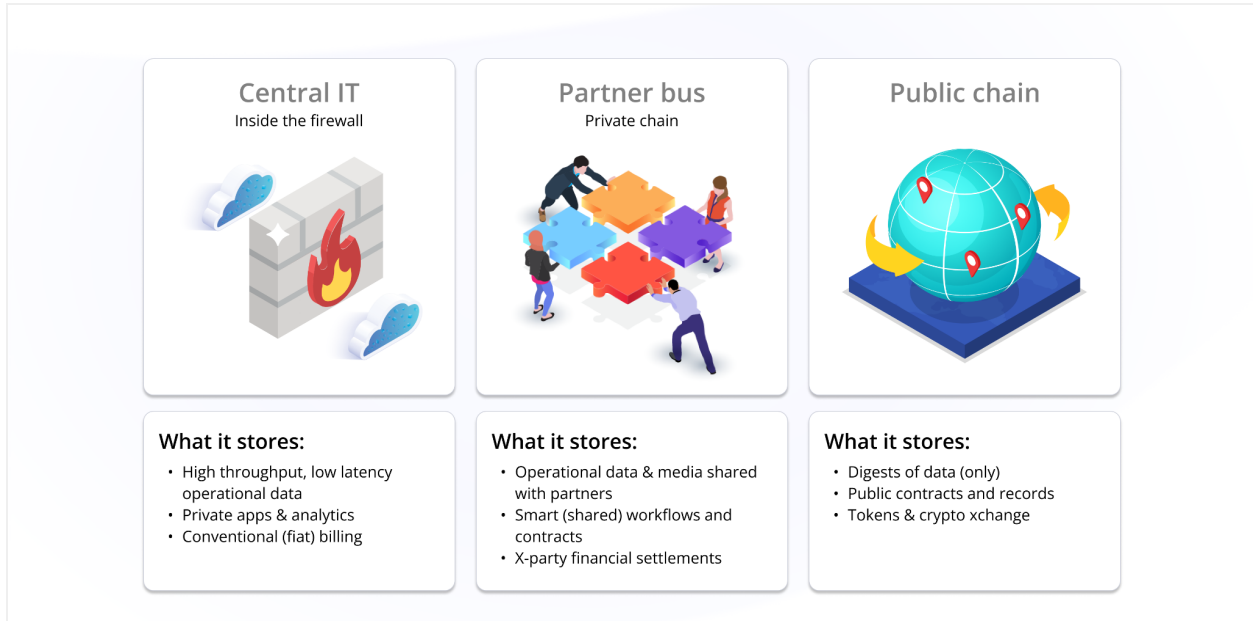 Central IT
Inside the firewall
Partner bus
Private chain
Public chain
What it stores:
• High throughput, low latency
operational data
• Private apps & analytics
• Conventional (fiat) billing
What it stores:
• Operational data & media shared
with partners
• Smart (shared) workflows and
contracts
• X-party financial settlements
What it stores:
• Digests of data (only)
• Public contracts and records
• Tokens & crypto xchange